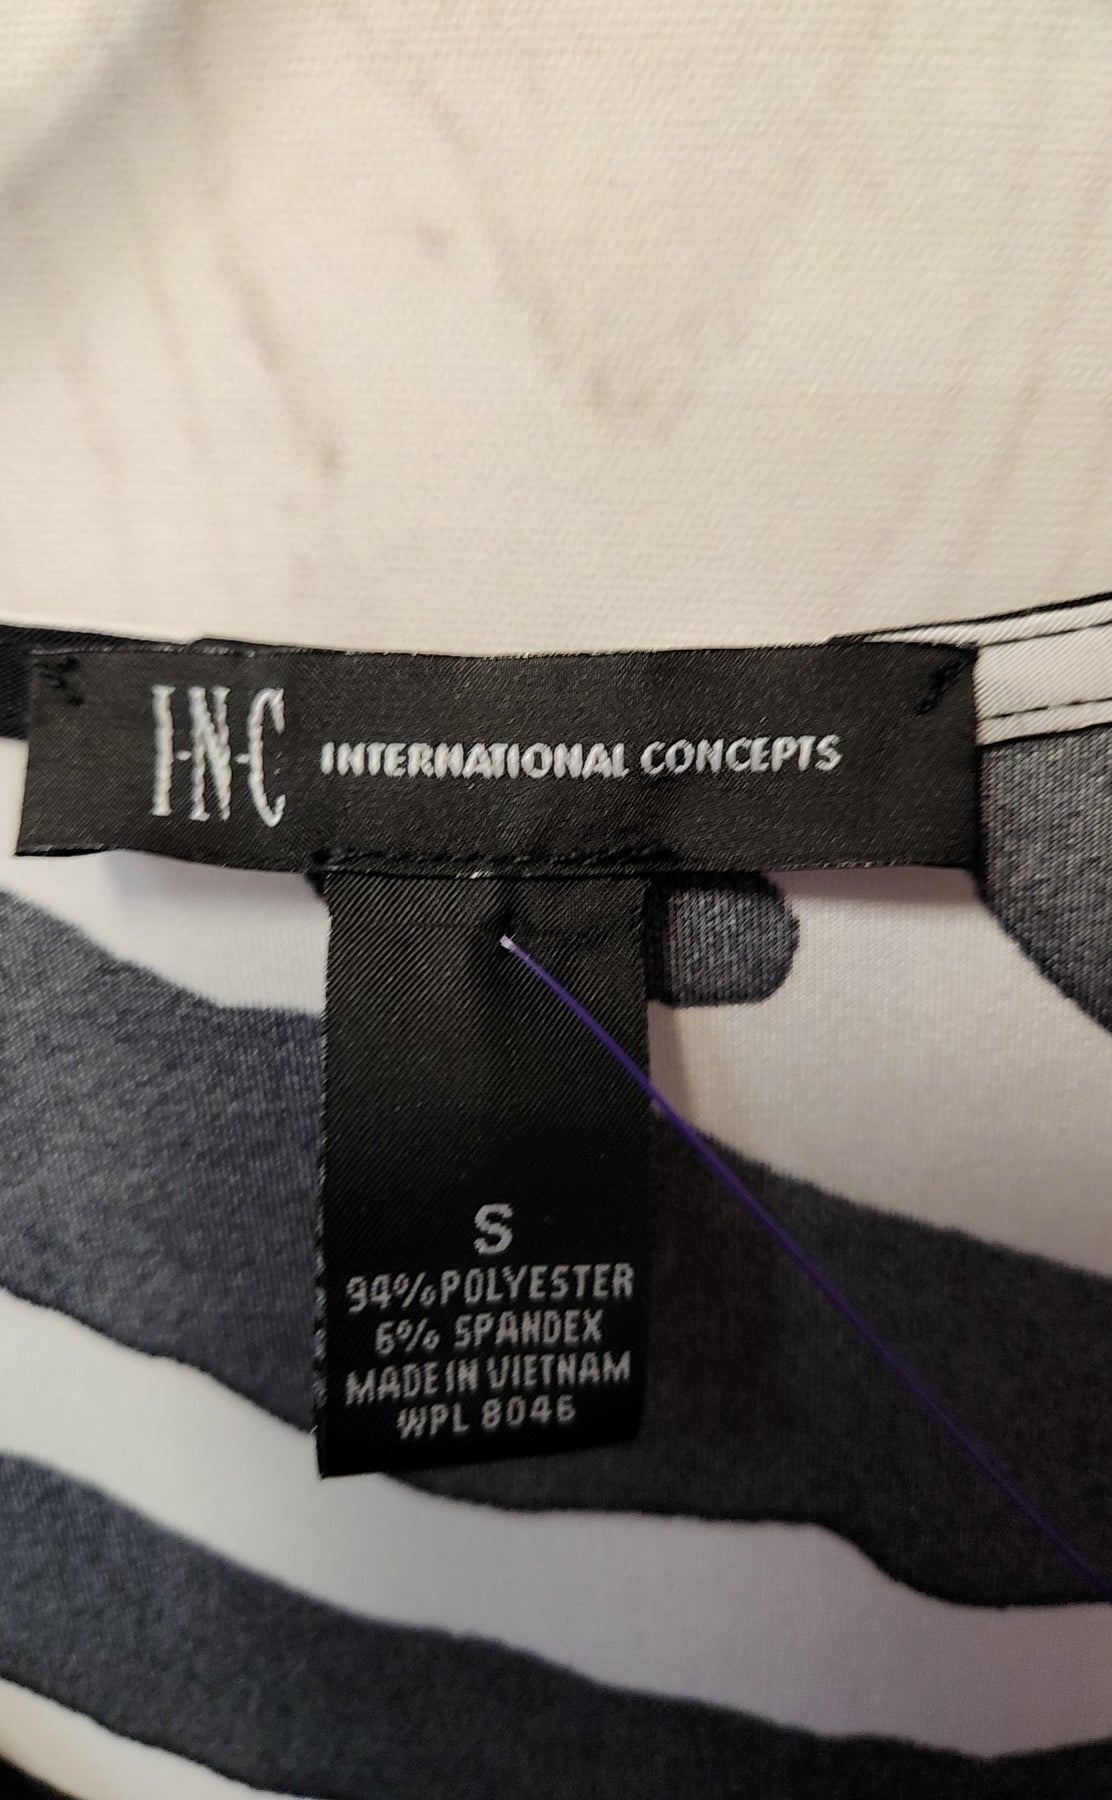 I-N-C INTERNATIONAL CONCEPTS
S
94% POLYESTER
6% SPANDEX
MADE IN VIETNAM
WPL 8046